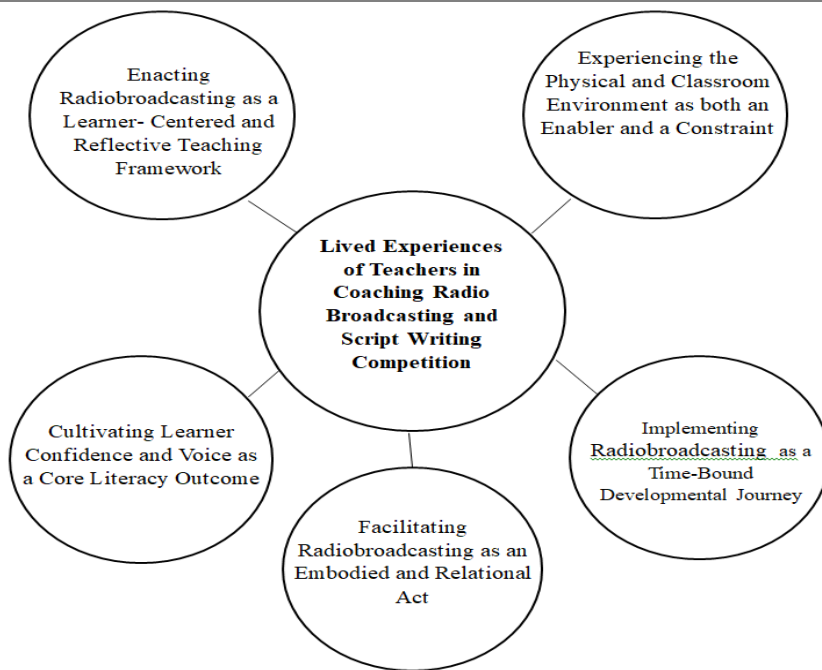 Enacting
Radiobroadcasting as a
Learner- Centered and
Reflective Teaching
Framework
Experiencing the
Physical and Classroom
Environment as both an
Enabler and a Constraint
Lived Experiences
of Teachers in
Coaching Radio
Broadcasting and
Script Writing
Competition
Cultivating Learner
Confidence and Voice as
a Core Literacy Outcome
Implementing
Radiobroadcasting as a
Time-Bound
Developmental Journey
Facilitating
Radiobroadcasting as an
Embodied and Relational
Act